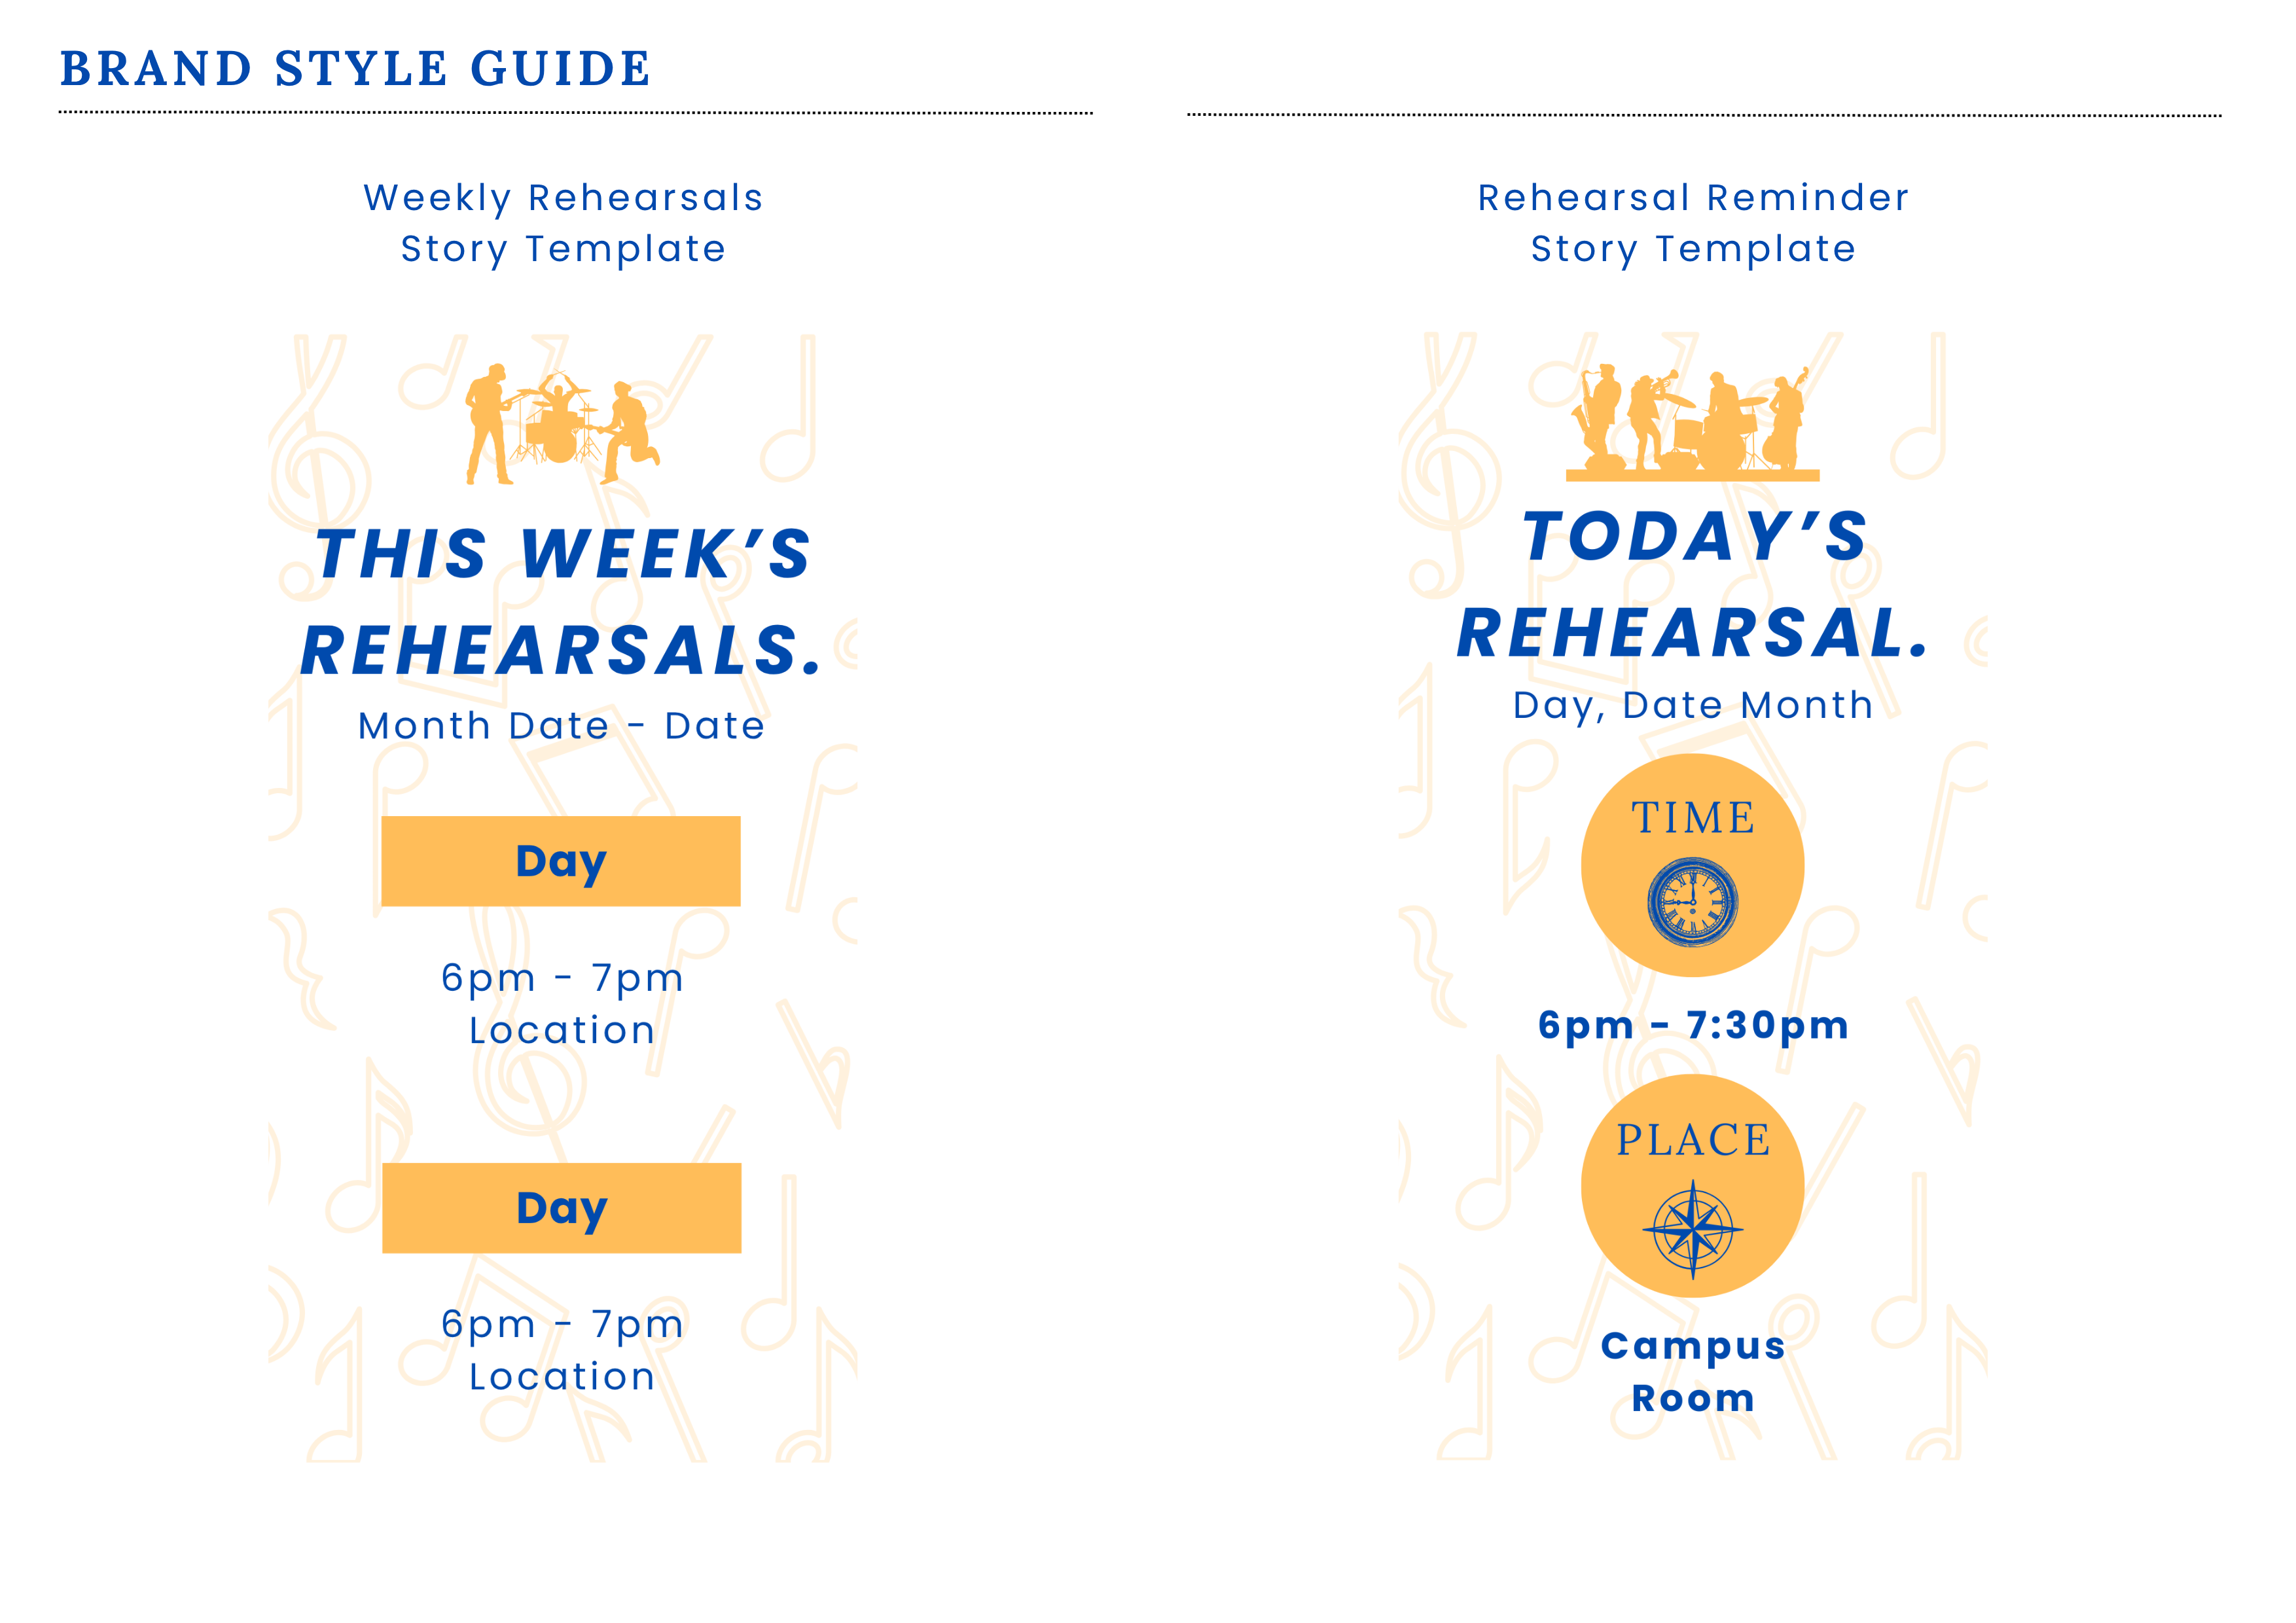 BRAND STYLE GUIDE
Weekly Rehearsals
Story Template
THIS WEEK’S
REHEARSALS.
Month Date - Date
Day
6pm - 7pm
Location
Day
6pm - 7pm
Location
Rehearsal Reminder
Story Template
TODAY’S
REHEARSAL.
Day, Date Month
TIME
6pm - 7:30pm
PLACE
Campus
Room